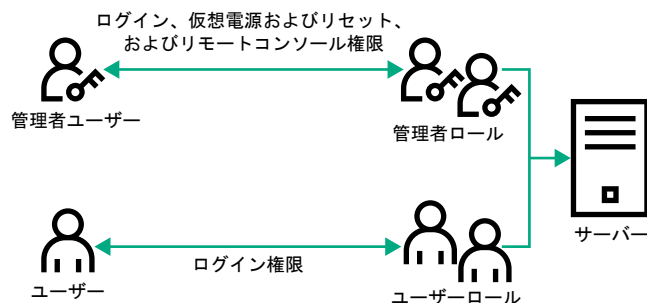 ログイン、仮想電源およびリセット、
およびリモートコンソール権限
管理者ユーザー
管理者ロール
サーバー
ログイン権限
ユーザー
ユーザーロール